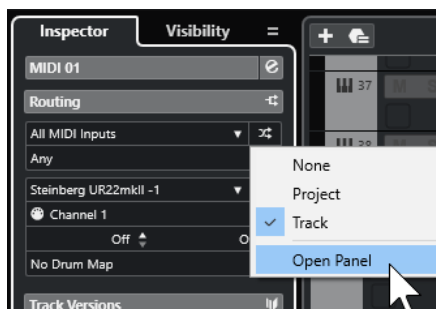 Inspector Visibility
MIDI 01
Routing
37
M S
All MIDI Inputs
38
Any
None
Steinberg UR22mkII -1
Project
Channel 1
Track
Off
Open Panel
No Drum Map
Track Versions